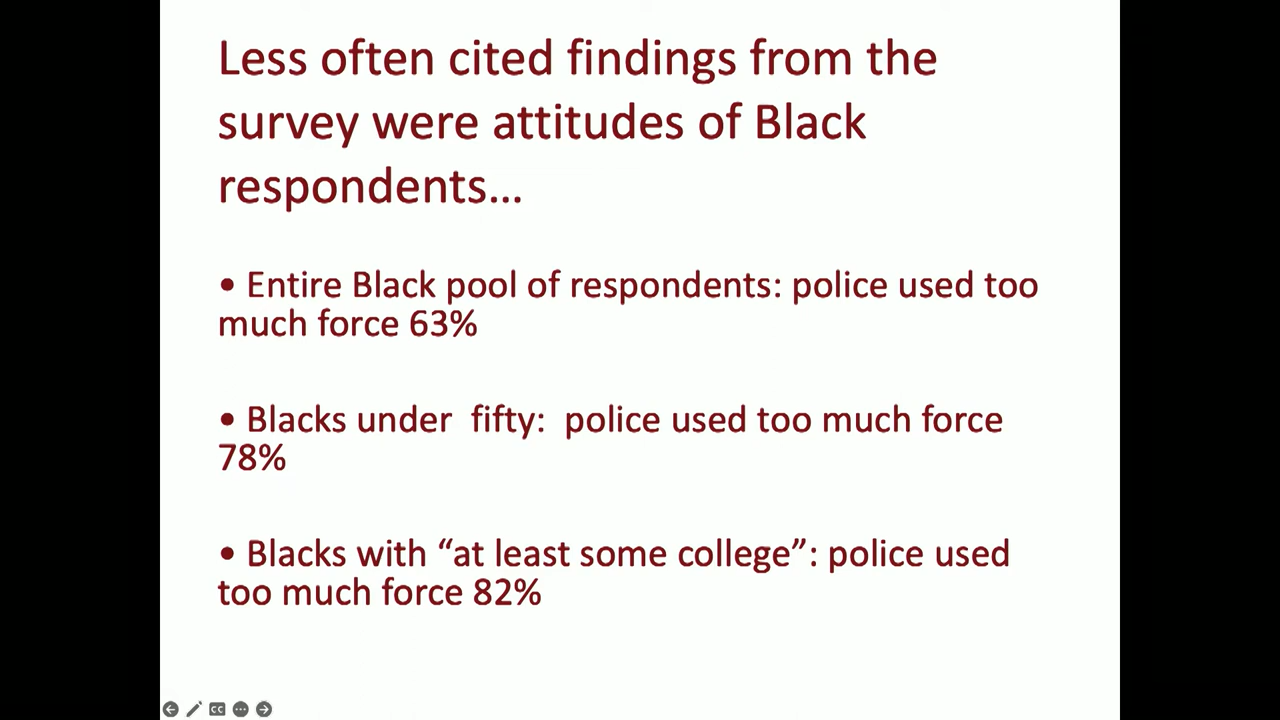 Less often cited findings from the
survey were attitudes of Black
respondents...
• Entire Black pool of respondents: police used too
much force 63%
• Blacks under  fifty:  police used too much force
78%
• Blacks with “at least some college”: police used
too much force 82%
CC